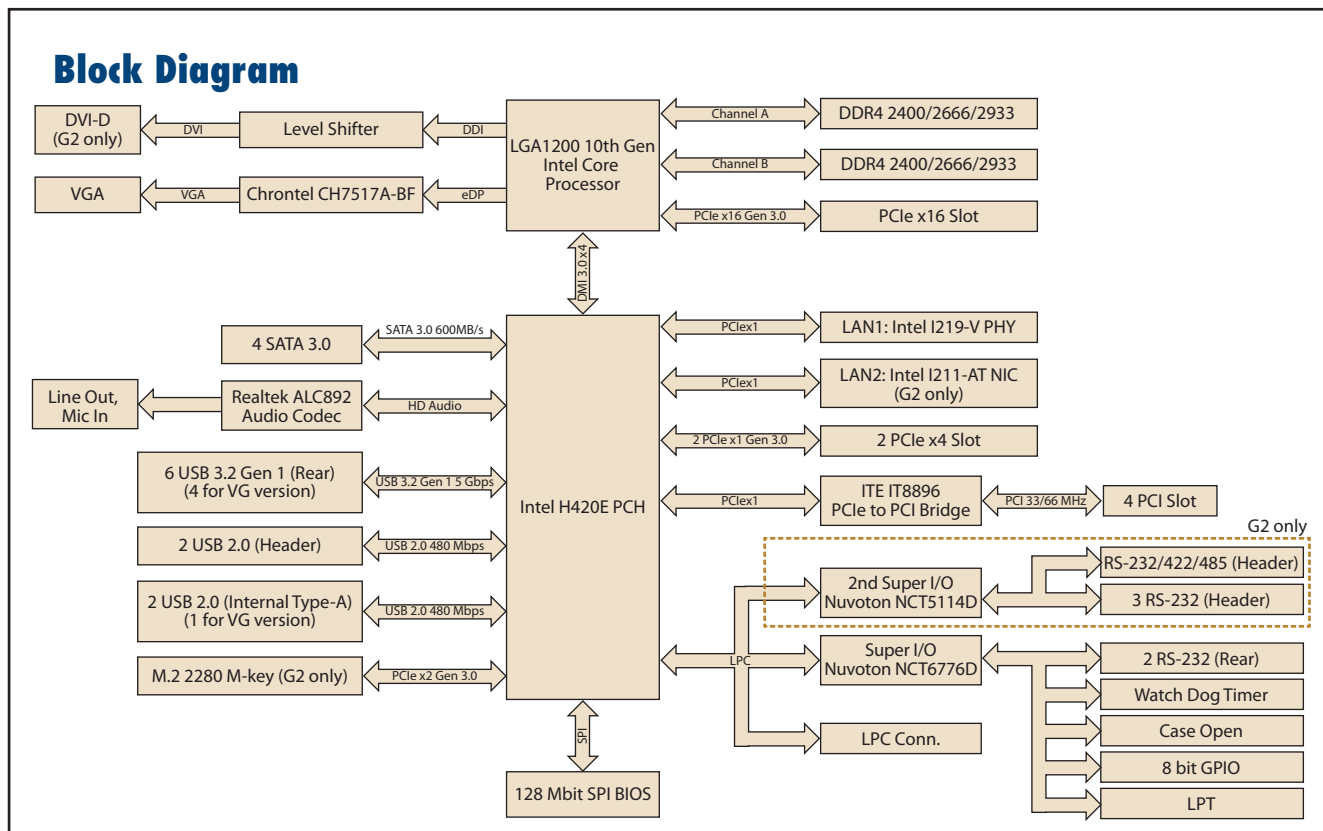 Block Diagram
DVI-D
(G2 only)
DVI
Level Shifter
DDI
LGA1200 10th Gen
Intel Core
Processor
Channel A
DDR4 2400/2666/2933
Channel B
DDR4 2400/2666/2933
VGA
VGA
Chrontel CH7517A-BF
eDP
PCIe x16 Gen 3.0
PCIe x16 Slot
DMI 3.0 x4
4 SATA 3.0
SATA 3.0 600MB/s
Intel H420E PCH
PCIex1
LAN1: Intel I219-V PHY
Line Out,
Mic In
Realtek ALC892
Audio Codec
HD Audio
PCIex1
LAN2: Intel I211-AT NIC
(G2 only)
2 PCIe x1 Gen 3.0
2 PCIe x4 Slot
6 USB 3.2 Gen 1 (Rear)
(4 for VG version)
USB 3.2 Gen 1 5 Gbps
PCIex1
ITE IT8896
PCIe to PCI Bridge
PCI 33/66 MHz
4 PCI Slot
2 USB 2.0 (Header)
USB 2.0 480 Mbps
G2 only
2nd Super I/O
Nuvoton NCT5114D
RS-232/422/485 (Header)
3 RS-232 (Header)
2 USB 2.0 (Internal Type-A)
(1 for VG version)
USB 2.0 480 Mbps
LPC
Super I/O
Nuvoton NCT6776D
2 RS-232 (Rear)
M.2 2280 M-key (G2 only)
PCIe x2 Gen 3.0
Watch Dog Timer
Case Open
LPC Conn.
8 bit GPIO
LPT
SPI
128 Mbit SPI BIOS